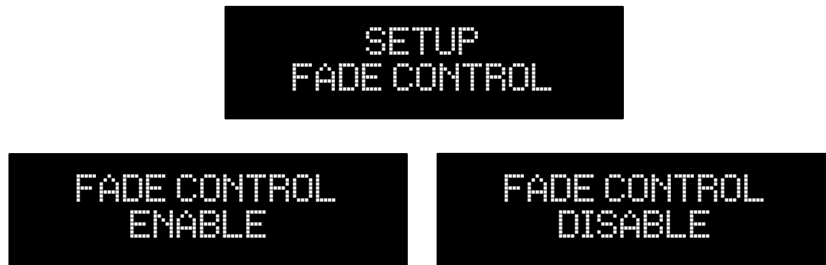 SETUP
FADE CONTROL
FADE CONTROL
ENABLE
FADE CONTROL
DISABLE